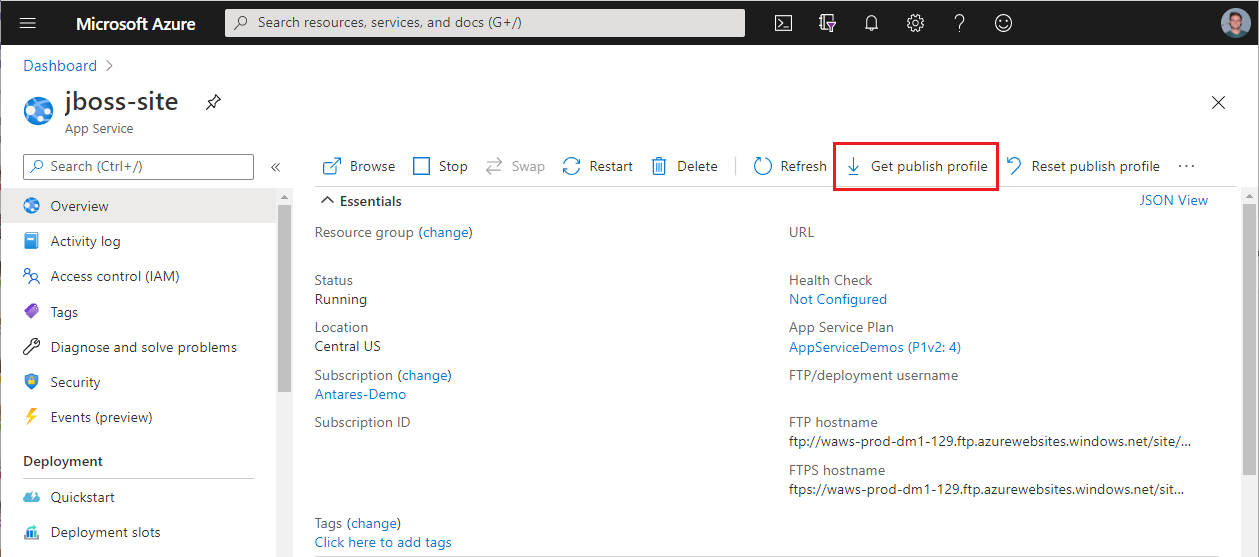 Microsoft Azure
Search resources, services, and docs (G+/)
Dashboard
jboss-site
App Service
Search (Ctrl+/)
Overview
Activity log
Access control (IAM)
Tags
Diagnose and solve problems
Security
Events (preview)
Deployment
Quickstart
Deployment slots
Browse Stop Swap Restart Delete Refresh Get publish profile Reset publish profile
Essentials JSON View
Resource group (change)
Status
Running
Location
Central US
Subscription (change)
Antares-Demo
Subscription ID
URL
Health Check
Not Configured
App Service Plan
AppServiceDemos (P1v2: 4)
FTP/deployment username
FTP hostname
ftp://waws-prod-dm1-129.ftp.azurewebsites.windows.net/site/...
FTPS hostname
ftps://waws-prod-dm1-129.ftp.azurewebsites.windows.net/sit...
Tags (change)
Click here to add tags